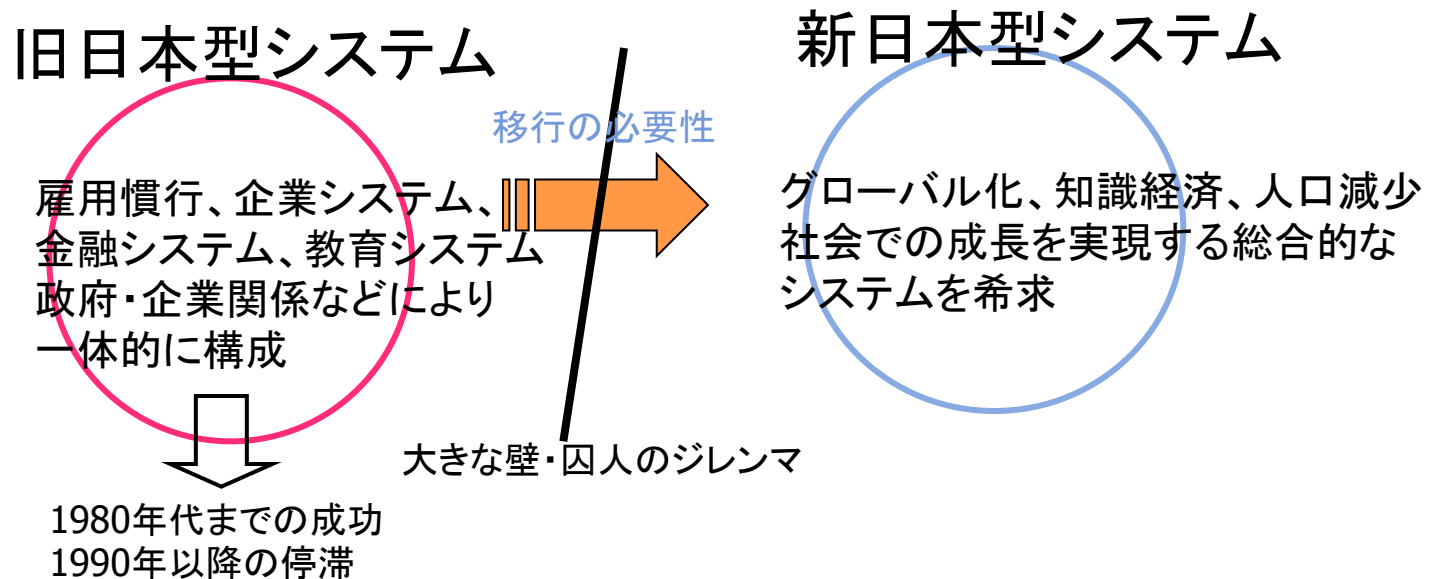 旧日本型システム
雇用慣行、企業システム、
金融システム、教育システム
政府・企業関係などにより
一体的に構成
1980年代までの成功
1990年以降の停滞
移行の必要性
大きな壁・囚人のジレンマ
新日本型システム
グローバル化、知識経済、人口減少
社会での成長を実現する総合的な
システムを希求